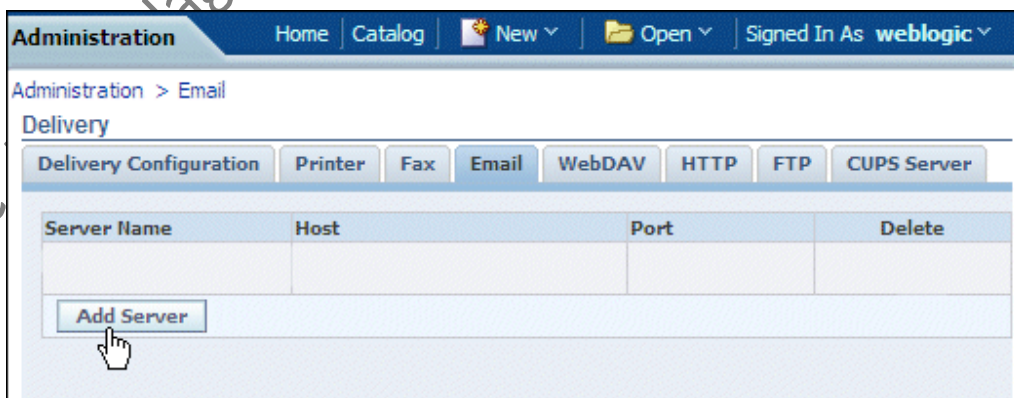 Administration Home Catalog New Open Signed In As weblogic
Administration > Email
Delivery
Delivery Configuration Printer Fax Email WebDAV HTTP FTP CUPS Server
Server Name Host Port Delete
Add Server